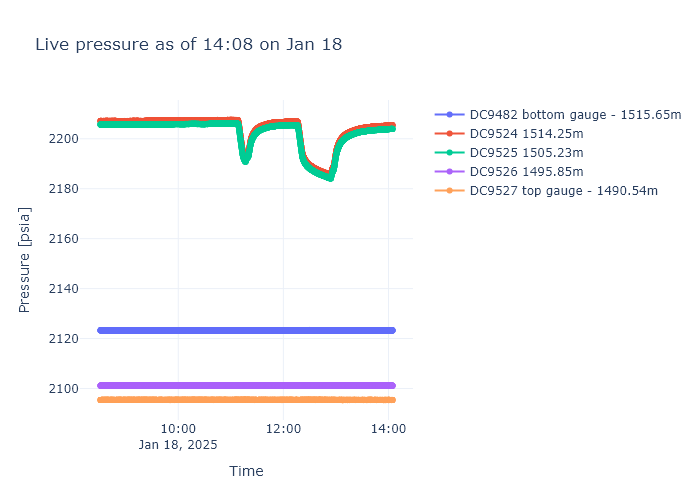 Live pressure as of 14:08 on Jan 18
DC9482 bottom gauge - 1515.65m
DC9524 1514.25m
DC9525 1505.23m
DC9526 1495.85m
DC9527 top gauge - 1490.54m
Pressure [psia]
2200
2180
2160
2140
2120
2100
10:00
Jan 18, 2025
12:00
14:00
Time